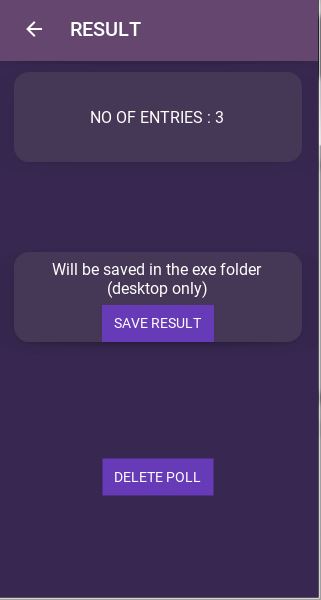 RESULT
NO OF ENTRIES : 3
Will be saved in the exe folder
(desktop only)
SAVE RESULT
DELETE POLL